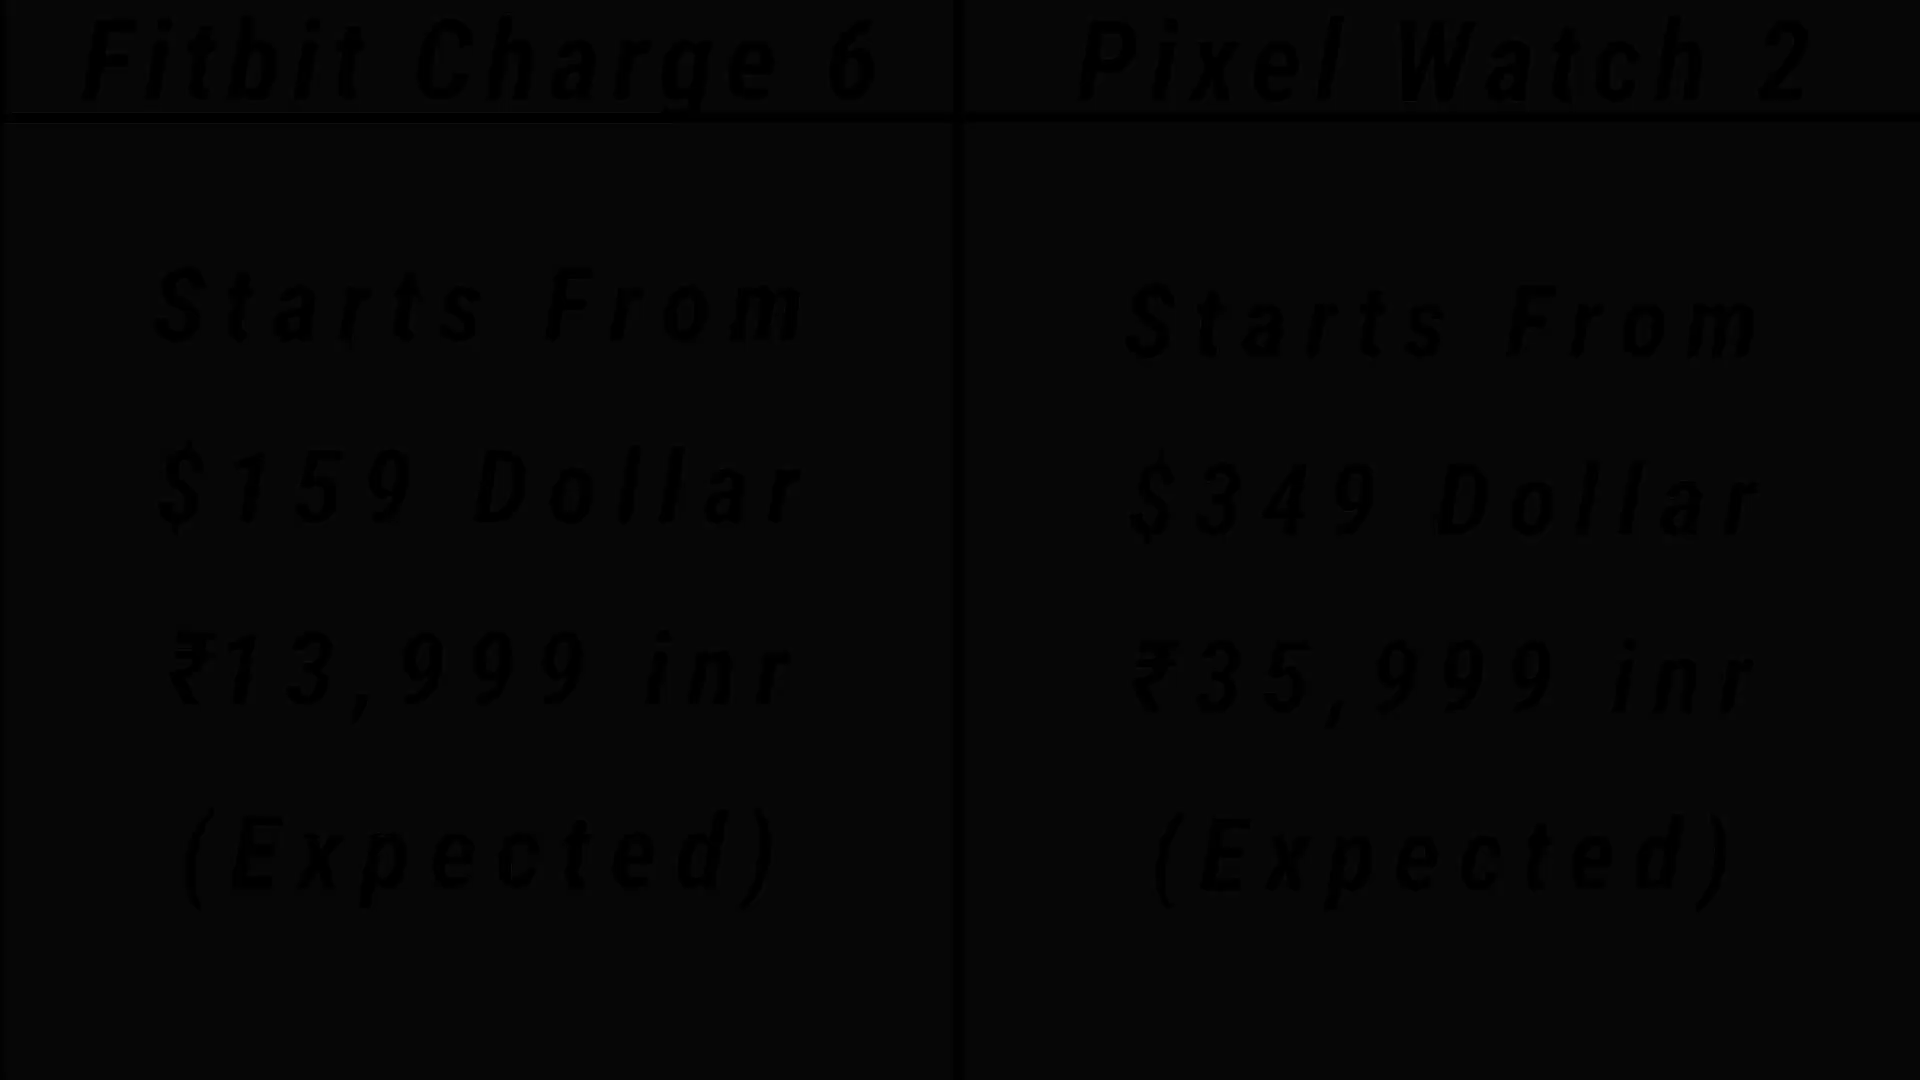 Fitbit Charge 6
Pixel Watch 2
Starts From
$159 Dollar
₹13,999 inr
(Expected)
Starts From
$349 Dollar
₹35,999 inr
(Expected)